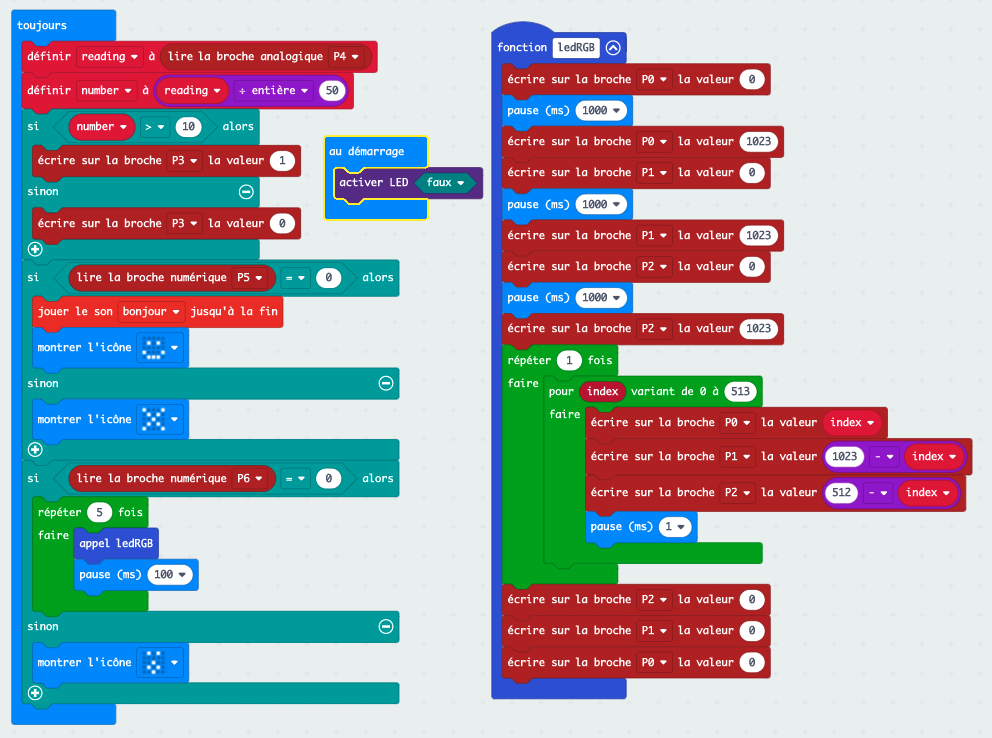 toujours
définir reading à lire la broche analogique P4
définir number à reading ÷ entière 50
si number > 10 alors
écrire sur la broche P3 la valeur 1
sinon
écrire sur la broche P3 la valeur 0
si lire la broche numérique P5 = 0 alors
jouer le son bonjour jusqu'à la fin
montrer l'icône
sinon
montrer l'icône
si lire la broche numérique P6 = 0 alors
répéter 5 fois
faire
appel ledRGB
pause (ms) 100
sinon
montrer l'icône
au démarrage
activer LED faux
fonction ledRGB
écrire sur la broche P0 la valeur 0
pause (ms) 1000
écrire sur la broche P0 la valeur 1023
écrire sur la broche P1 la valeur 0
pause (ms) 1000
écrire sur la broche P1 la valeur 1023
écrire sur la broche P2 la valeur 0
pause (ms) 1000
écrire sur la broche P2 la valeur 1023
répéter 1 fois
faire
pour index variant de 0 à 513
faire
écrire sur la broche P0 la valeur index
écrire sur la broche P1 la valeur 1023 - index
écrire sur la broche P2 la valeur 512 - index
pause (ms) 1
écrire sur la broche P2 la valeur 0
écrire sur la broche P1 la valeur 0
écrire sur la broche P0 la valeur 0